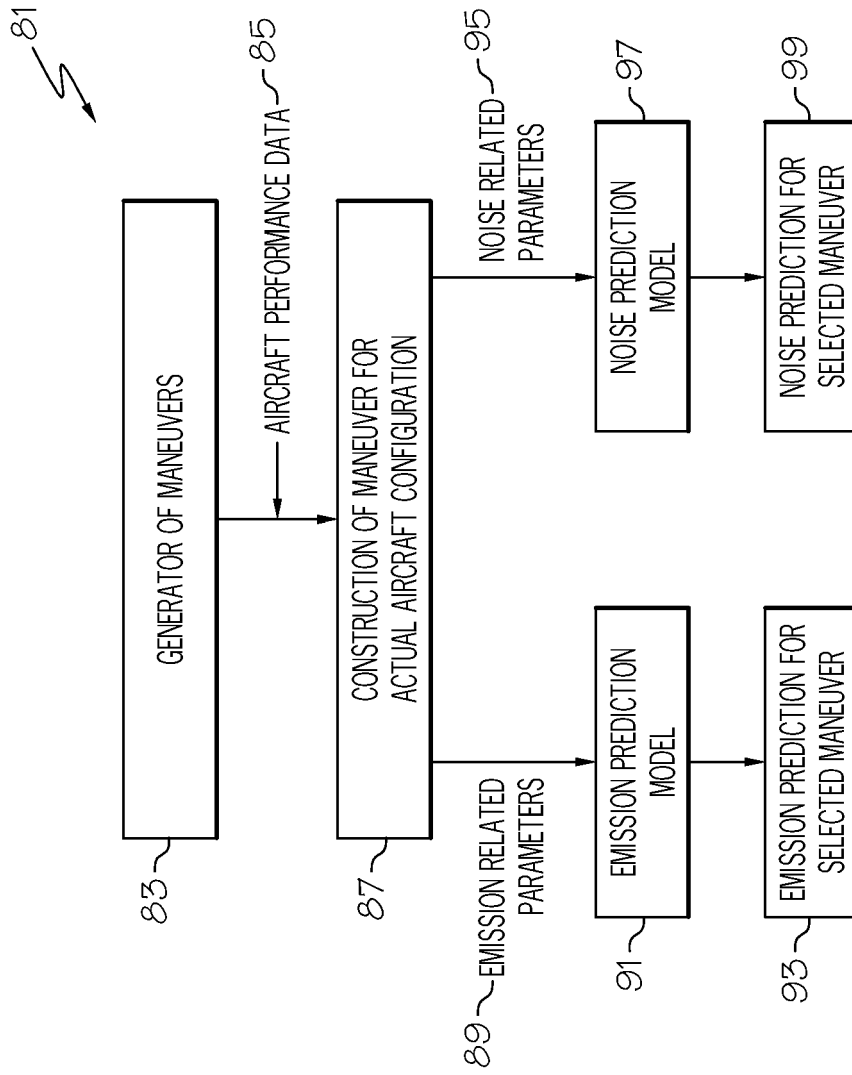 81
GENERATOR OF MANEUVERS
83
AIRCRAFT PERFORMANCE DATA
85
CONSTRUCTION OF MANEUVER FOR
ACTUAL AIRCRAFT CONFIGURATION
87
89
EMISSION RELATED
PARAMETERS
NOISE RELATED
PARAMETERS
95
EMISSION PREDICTION
MODEL
91
NOISE PREDICTION
MODEL
97
EMISSION PREDICTION FOR
SELECTED MANEUVER
93
NOISE PREDICTION FOR
SELECTED MANEUVER
99